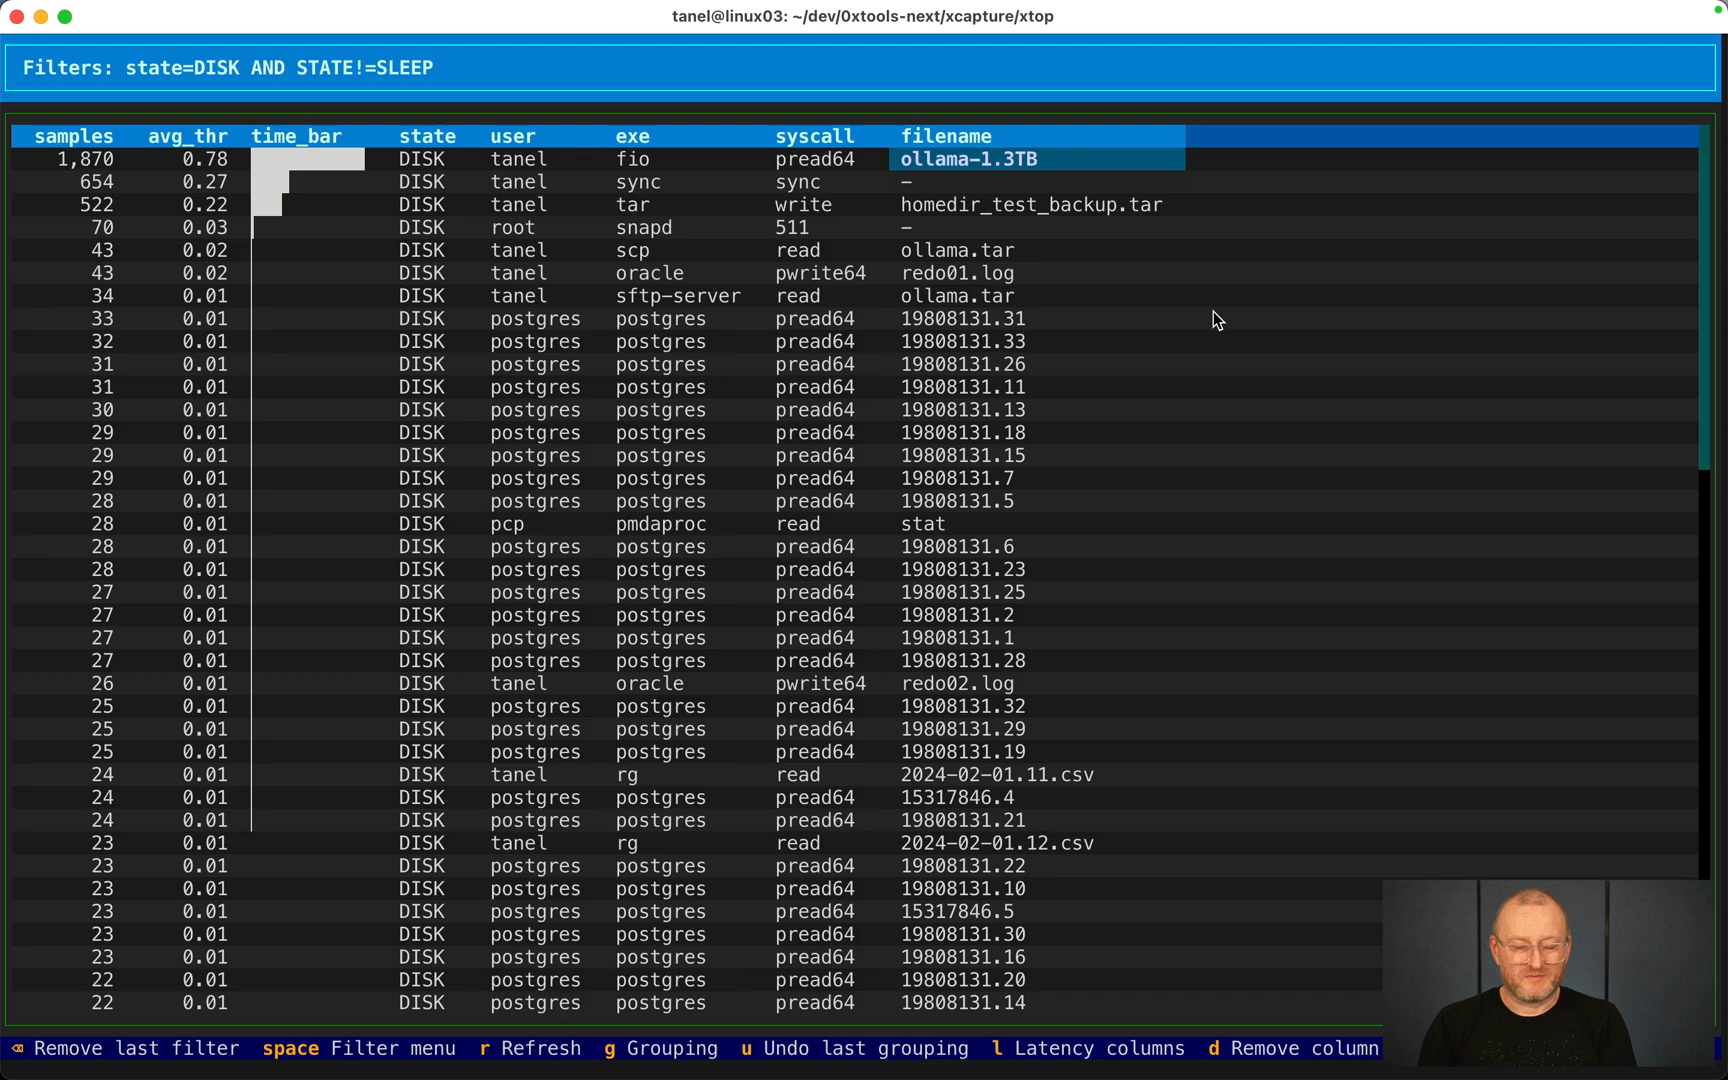 tanel@linux03: ~/dev/0xtools-next/xcapture/xtop
Filters: state=DISK AND STATE!=SLEEP
samples avg_thr time_bar state user exe syscall filename
1,870 0.78 DISK tanel fio pread64 ollama-1.3TB
654 0.27 DISK tanel sync sync -
522 0.22 DISK tanel tar write homedir_test_backup.tar
70 0.03 DISK root snapd 511 -
43 0.02 DISK tanel scp read ollama.tar
43 0.02 DISK tanel oracle pwrite64 redo01.log
34 0.01 DISK tanel sftp-server read ollama.tar
33 0.01 DISK postgres postgres pread64 19808131.31
32 0.01 DISK postgres postgres pread64 19808131.33
31 0.01 DISK postgres postgres pread64 19808131.26
31 0.01 DISK postgres postgres pread64 19808131.11
30 0.01 DISK postgres postgres pread64 19808131.13
29 0.01 DISK postgres postgres pread64 19808131.18
29 0.01 DISK postgres postgres pread64 19808131.15
29 0.01 DISK postgres postgres pread64 19808131.7
28 0.01 DISK postgres postgres pread64 19808131.5
28 0.01 DISK pcp pmdaproc read stat
28 0.01 DISK postgres postgres pread64 19808131.6
28 0.01 DISK postgres postgres pread64 19808131.23
27 0.01 DISK postgres postgres pread64 19808131.25
27 0.01 DISK postgres postgres pread64 19808131.2
27 0.01 DISK postgres postgres pread64 19808131.1
27 0.01 DISK postgres postgres pread64 19808131.28
26 0.01 DISK tanel oracle pwrite64 redo02.log
25 0.01 DISK postgres postgres pread64 19808131.32
25 0.01 DISK postgres postgres pread64 19808131.29
25 0.01 DISK postgres postgres pread64 19808131.19
24 0.01 DISK tanel rg read 2024-02-01.11.csv
24 0.01 DISK postgres postgres pread64 15317846.4
24 0.01 DISK postgres postgres pread64 19808131.21
23 0.01 DISK tanel rg read 2024-02-01.12.csv
23 0.01 DISK postgres postgres pread64 19808131.22
23 0.01 DISK postgres postgres pread64 19808131.10
23 0.01 DISK postgres postgres pread64 15317846.5
23 0.01 DISK postgres postgres pread64 19808131.30
23 0.01 DISK postgres postgres pread64 19808131.16
22 0.01 DISK postgres postgres pread64 19808131.20
22 0.01 DISK postgres postgres pread64 19808131.14
⌫ Remove last filter space Filter menu r Refresh g Grouping u Undo last grouping l Latency columns d Remove column